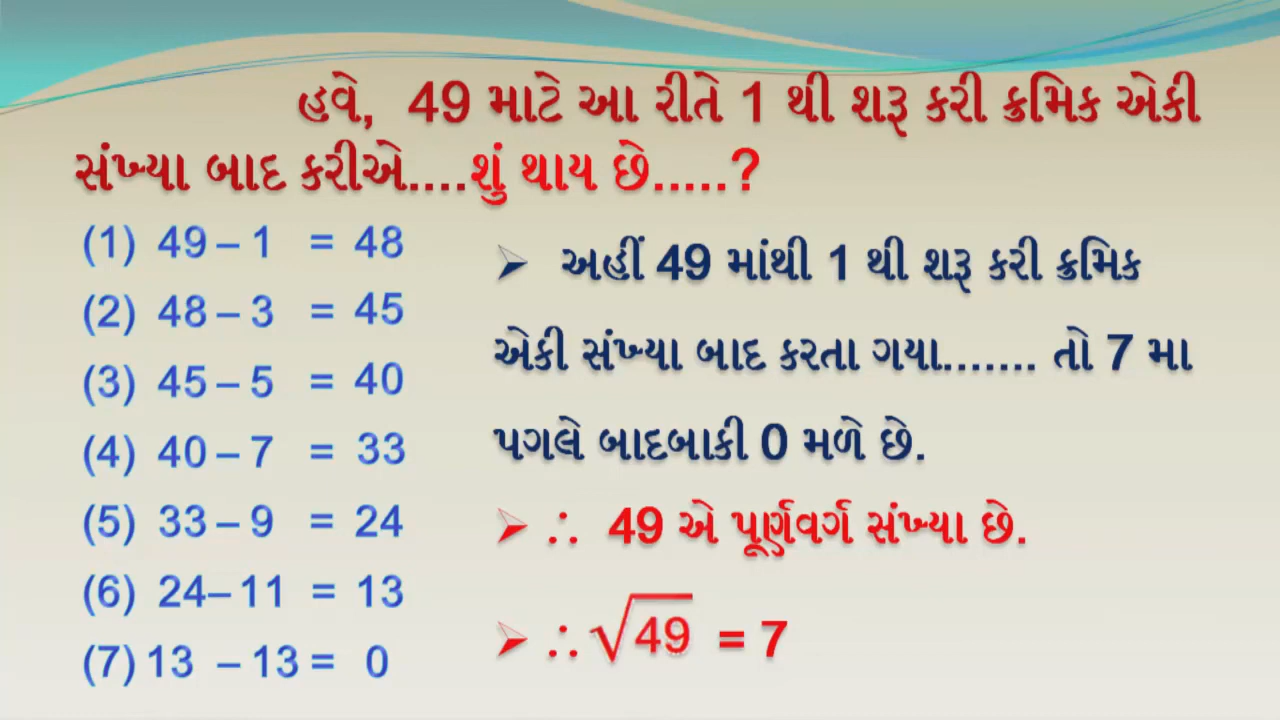 હવે, 49 માટે આ રીતે 1 થી શરૂ કરી ક્રમિક એકી
સંખ્યા બાદ કરીએ....શું થાય છે.....?
(1) 49 – 1 = 48
(2) 48 – 3 = 45
(3) 45 – 5 = 40
(4) 40 – 7 = 33
(5) 33 – 9 = 24
(6) 24– 11 = 13
(7) 13 – 13 = 0
➢ અહીં 49 માંથી 1 થી શરૂ કરી ક્રમિક
એકી સંખ્યા બાદ કરતા ગયા....... તો 7 મા
પગલે બાદબાકી 0 મળે છે.
➢ ∴ 49 એ પૂર્ણવર્ગ સંખ્યા છે.
➢ ∴ √49 = 7